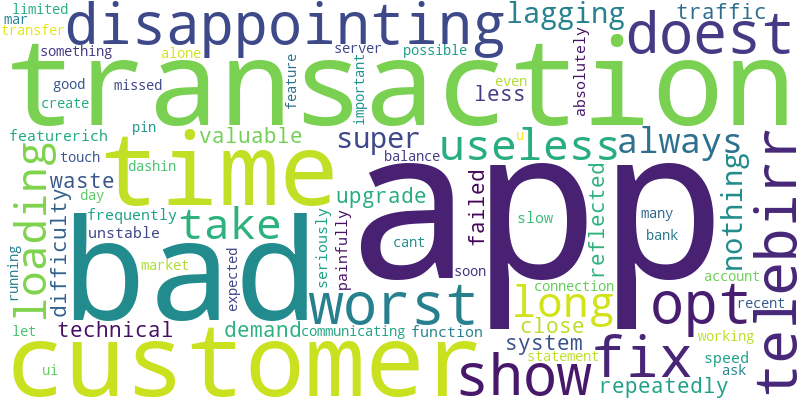 limited
mar
transfer
disappointing
lagging
traffic
doest
something
alone
server
possible
transaction
good
missed
create
feature
important
even
less
absolutely
featurerich
pin
valuable
super
useless
u
always
touch
dashin
time
balance
app
loading
waste
day
difficulty
frequently
unstable
take
upgrade
failed
slow
reflected
many
bank
nothing
telebirr
bad
seriously
painfully
cant
running
market
expected
soon
connection
account
worst
long
opt
recent
let
technical
demand
communicating
function
close
system
fix
working
customer
ui
statement
show
speed
ask
repeatedly